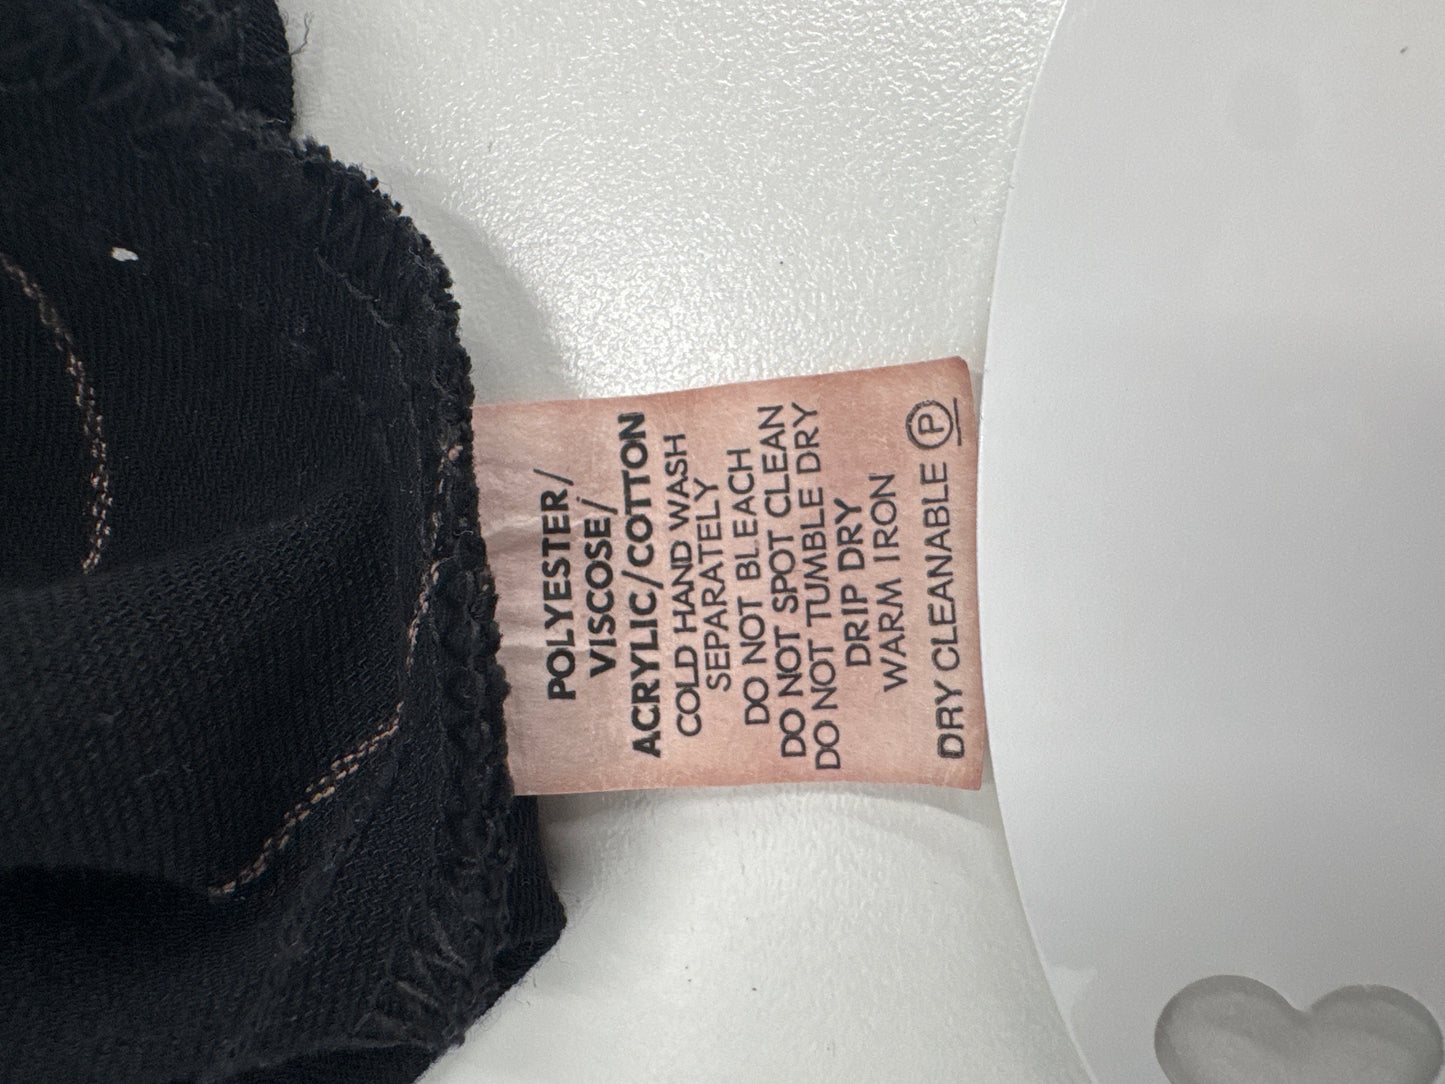 POLYESTER/
VISCOSE/
ACRYLIC/COTTON
COLD HAND WASH
SEPARATELY
DO NOT BLEACH
DO NOT SPOT CLEAN
DO NOT TUMBLE DRY
DRIP DRY
WARM IRON
DRY CLEANABLE P